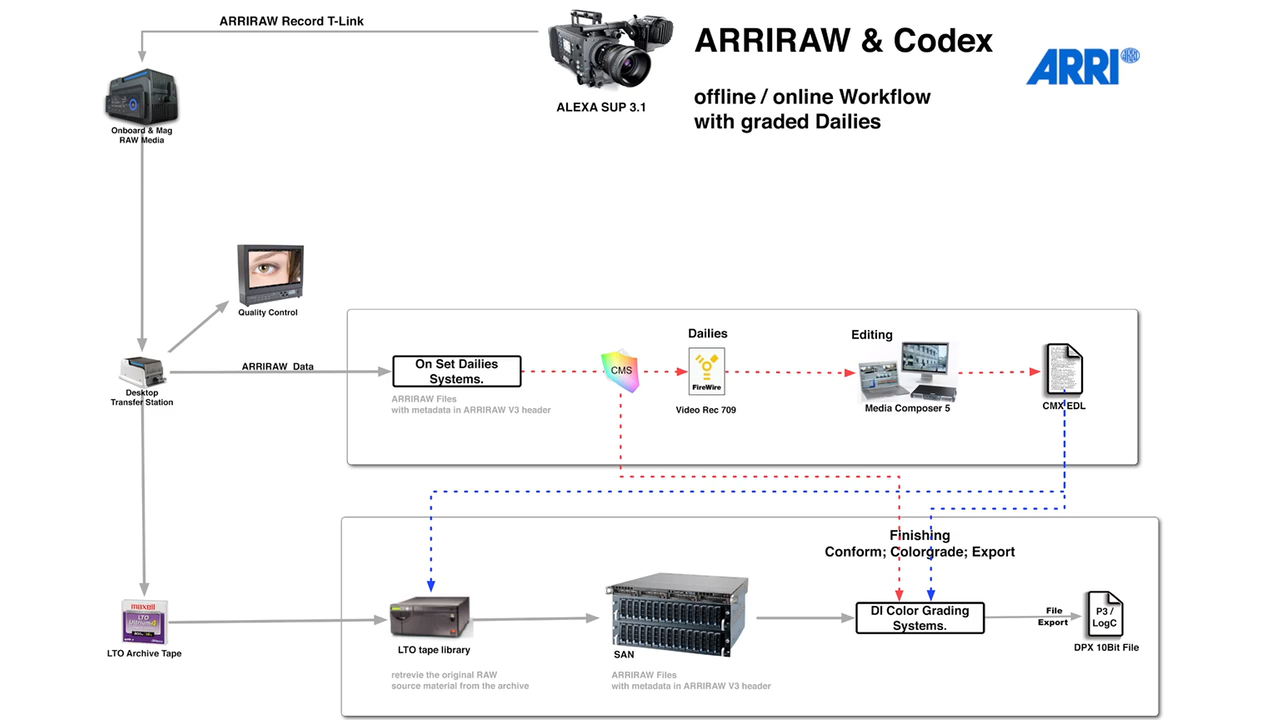 ARRIRAW Record T-Link
ALEXA SUP 3.1
ARRIRAW & Codex
offline / online Workflow
with graded Dailies
ARRI
ARRI
Onboard & Mag
RAW Media
Quality Control
Desktop
Transfer Station
ARRIRAW Data
On Set Dailies
Systems.
ARRIRAW Files
with metadata in ARRIRAW V3 header
CMS
Dailies
FireWire
Video Rec 709
Editing
Media Composer 5
CMX EDL
Finishing
Conform; Colorgrade; Export
maxell
LTO
Ultrium4
LTO Archive Tape
LTO tape library
retrevie the original RAW
source material from the archive
SAN
ARRIRAW Files
with metadata in ARRIRAW V3 header
DI Color Grading
Systems.
File
Export
P3 /
LogC
DPX 10Bit File